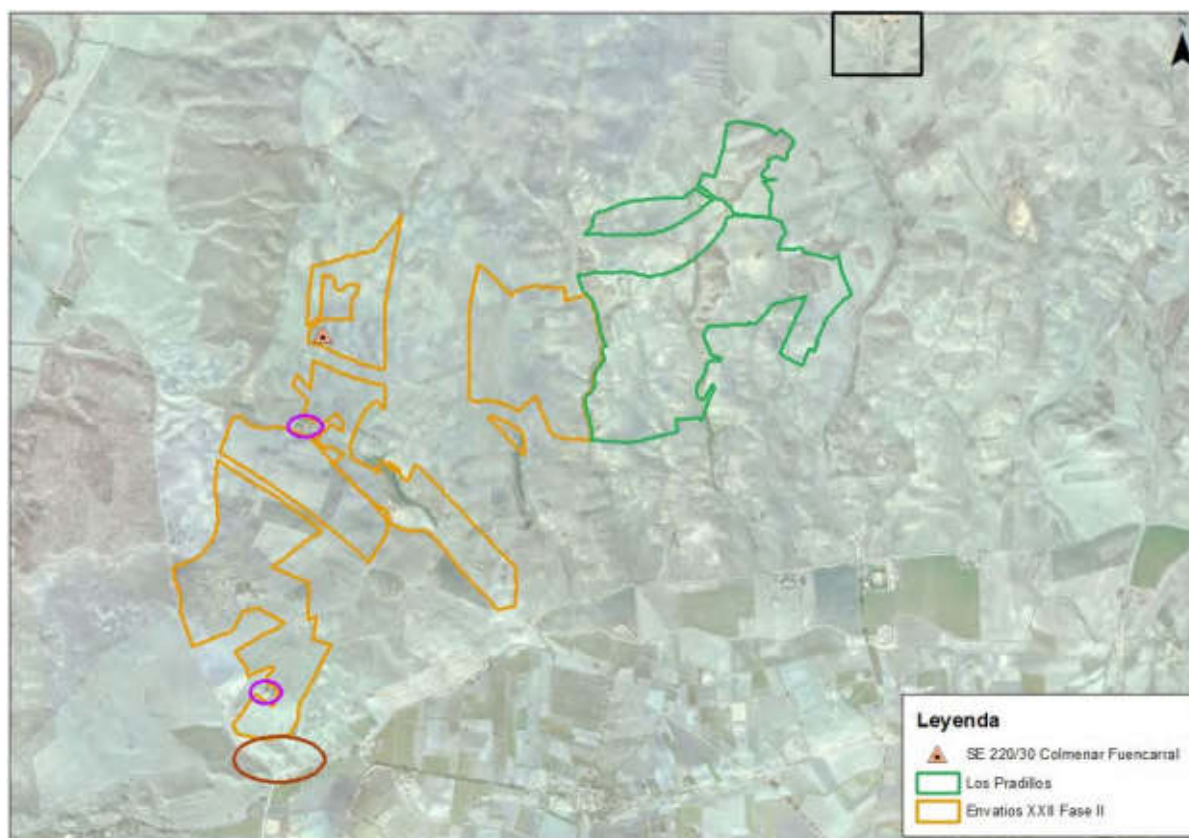 Leyenda
SE 220/30 Colmenar Fuencarral
Los Pradillos
Envatios XXII Fase II